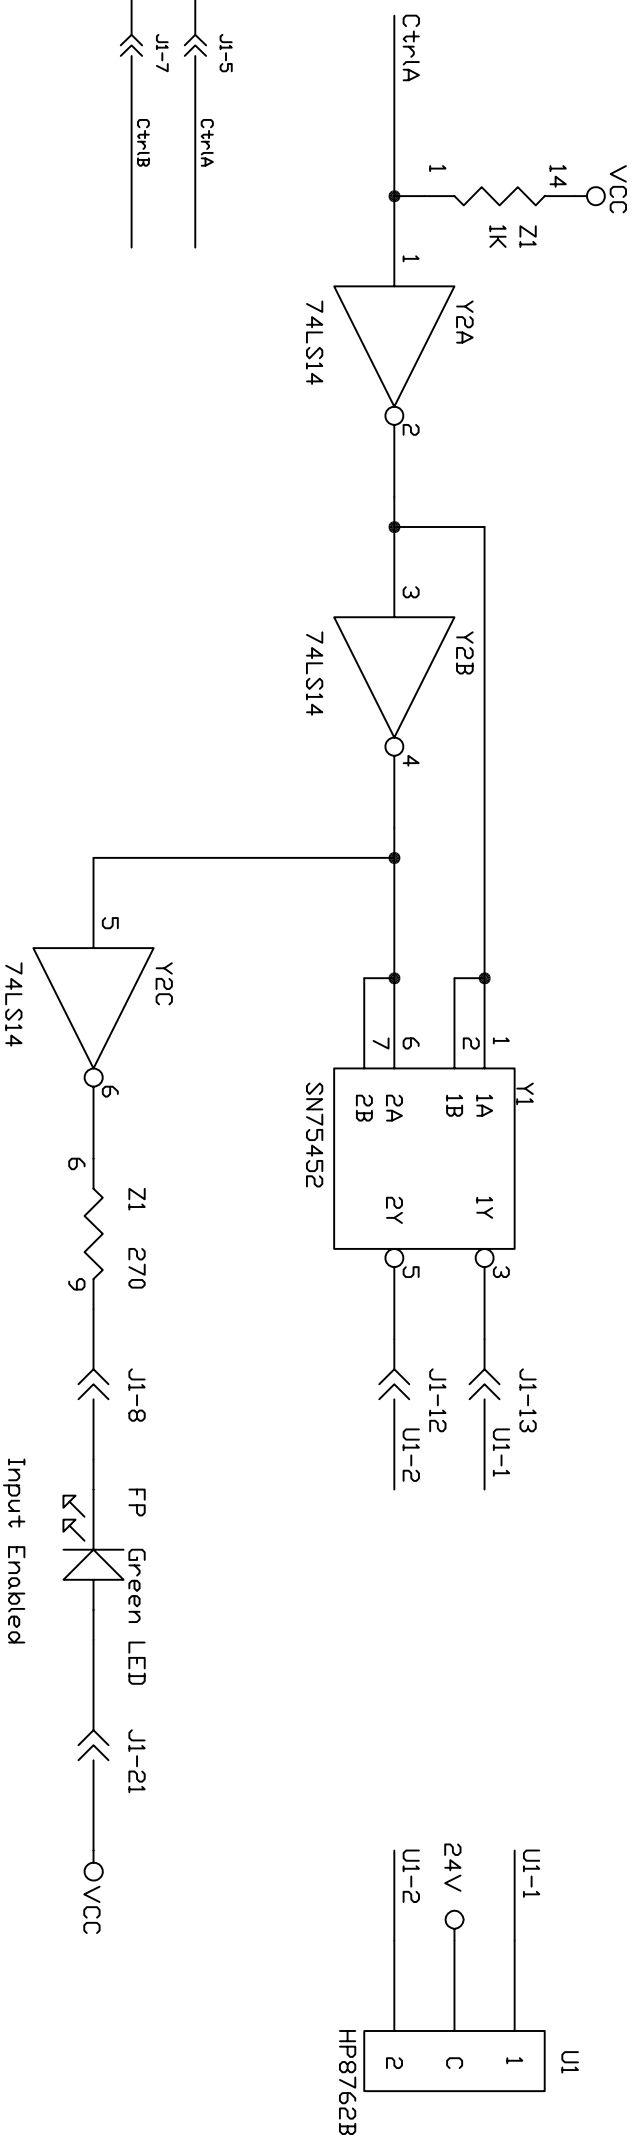 VCC
14
Z1
1K
1
CtrlA
1
Y2A
2
74LS14
3
Y2B
4
74LS14
Y1
1
2
6
7
1A
1B
2A
2B
1Y
2Y
3
5
SN75452
J1-13
U1-1
J1-12
U1-2
U1
U1-1
24V
U1-2
1
C
2
HP8762B
J1-5
CtrlA
J1-7
CtrlB
5
Y2C
6
74LS14
Z1 270
6
9
J1-8
FP Green LED
J1-21
VCC
Input Enabled